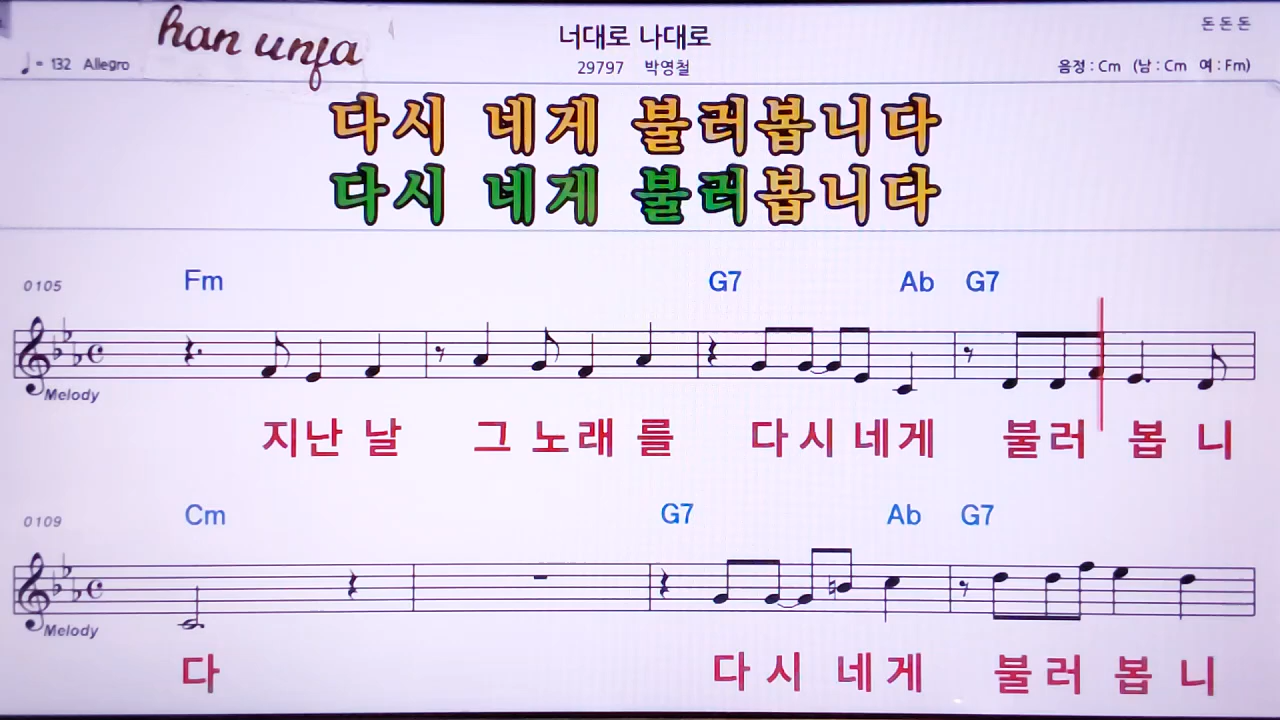 han unfa
너대로 나대로
돈돈돈
♩= 132 Allegro
29797 박영철
음정 : Cm (남 : Cm 여 : Fm)
다시 네게 불러봅니다
다시 네게 불러봅니다
0105 Fm G7 Ab G7
Melody
지난 날 그 노래 를 다시 네게 불러 봅 니
0109 Cm G7 Ab G7
Melody
다 다 시 네 게 불 러 봅 니